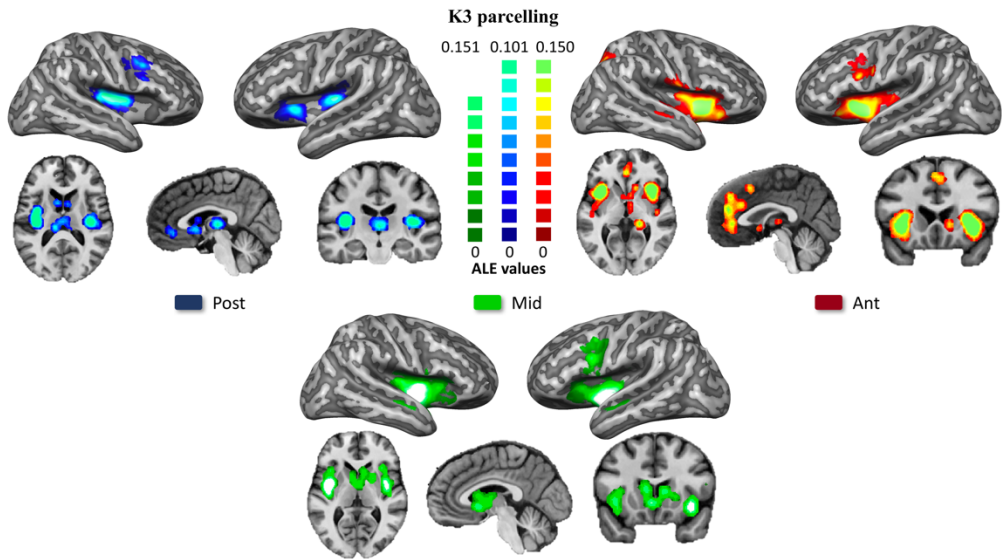 K3 parcelling
0.151 0.101 0.150
0 0 0
ALE values
Post Mid Ant